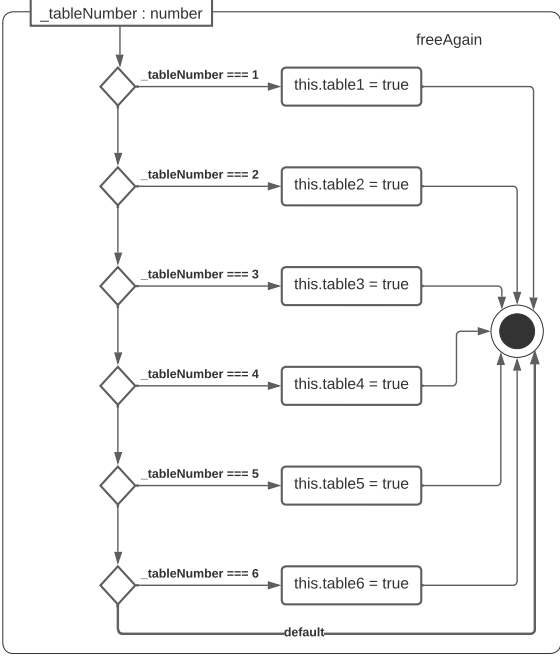 _tableNumber : number
freeAgain
_tableNumber === 1
this.table1 = true
_tableNumber === 2
this.table2 = true
_tableNumber === 3
this.table3 = true
_tableNumber === 4
this.table4 = true
_tableNumber === 5
this.table5 = true
_tableNumber === 6
this.table6 = true
default